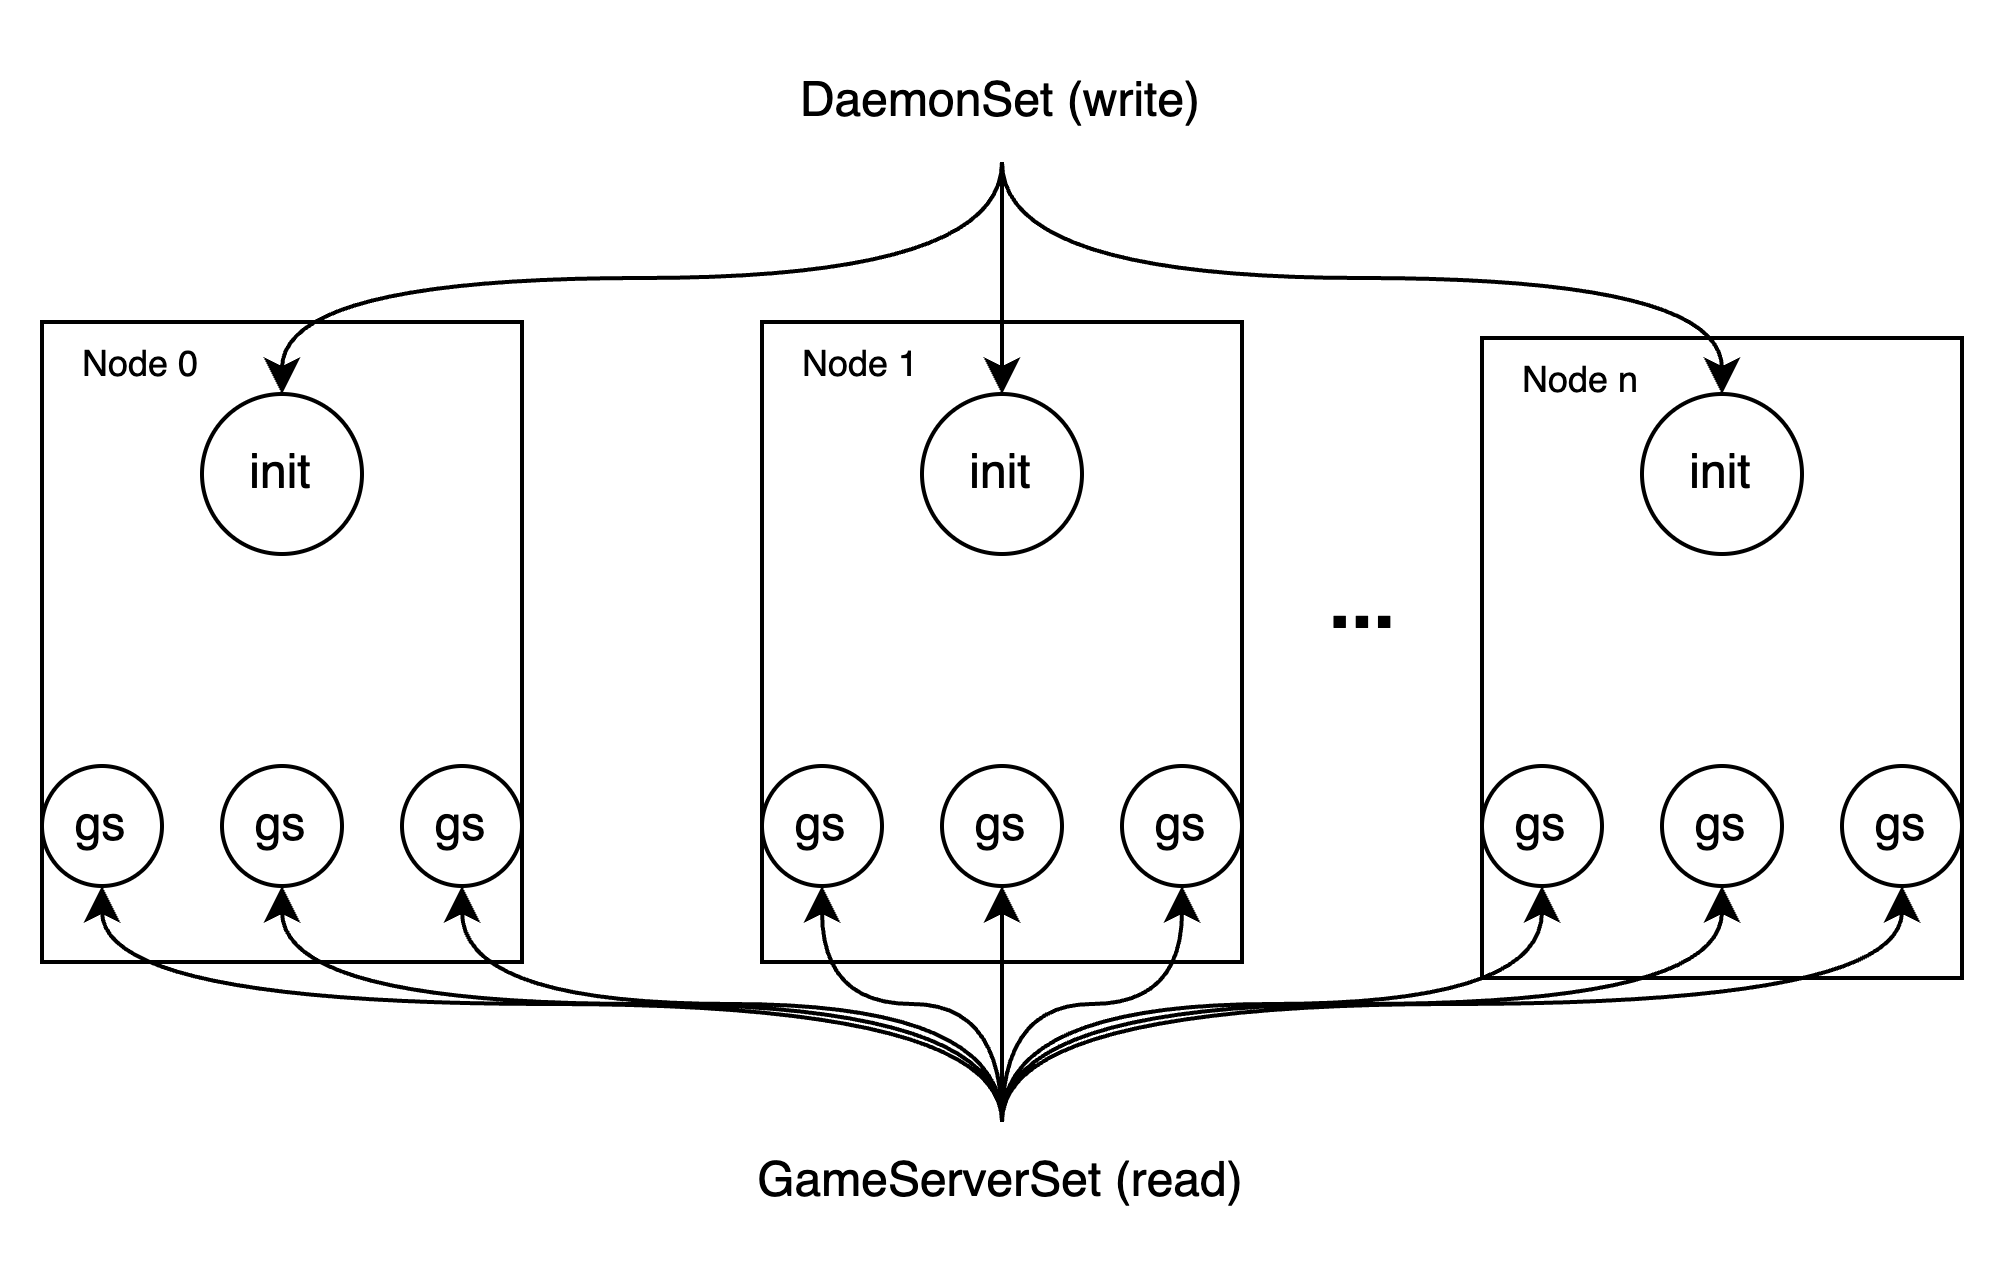 DaemonSet (write)
Node 0
Node 1
Node n
init
init
init
...
gs
gs
gs
gs
gs
gs
gs
gs
gs
GameServerSet (read)